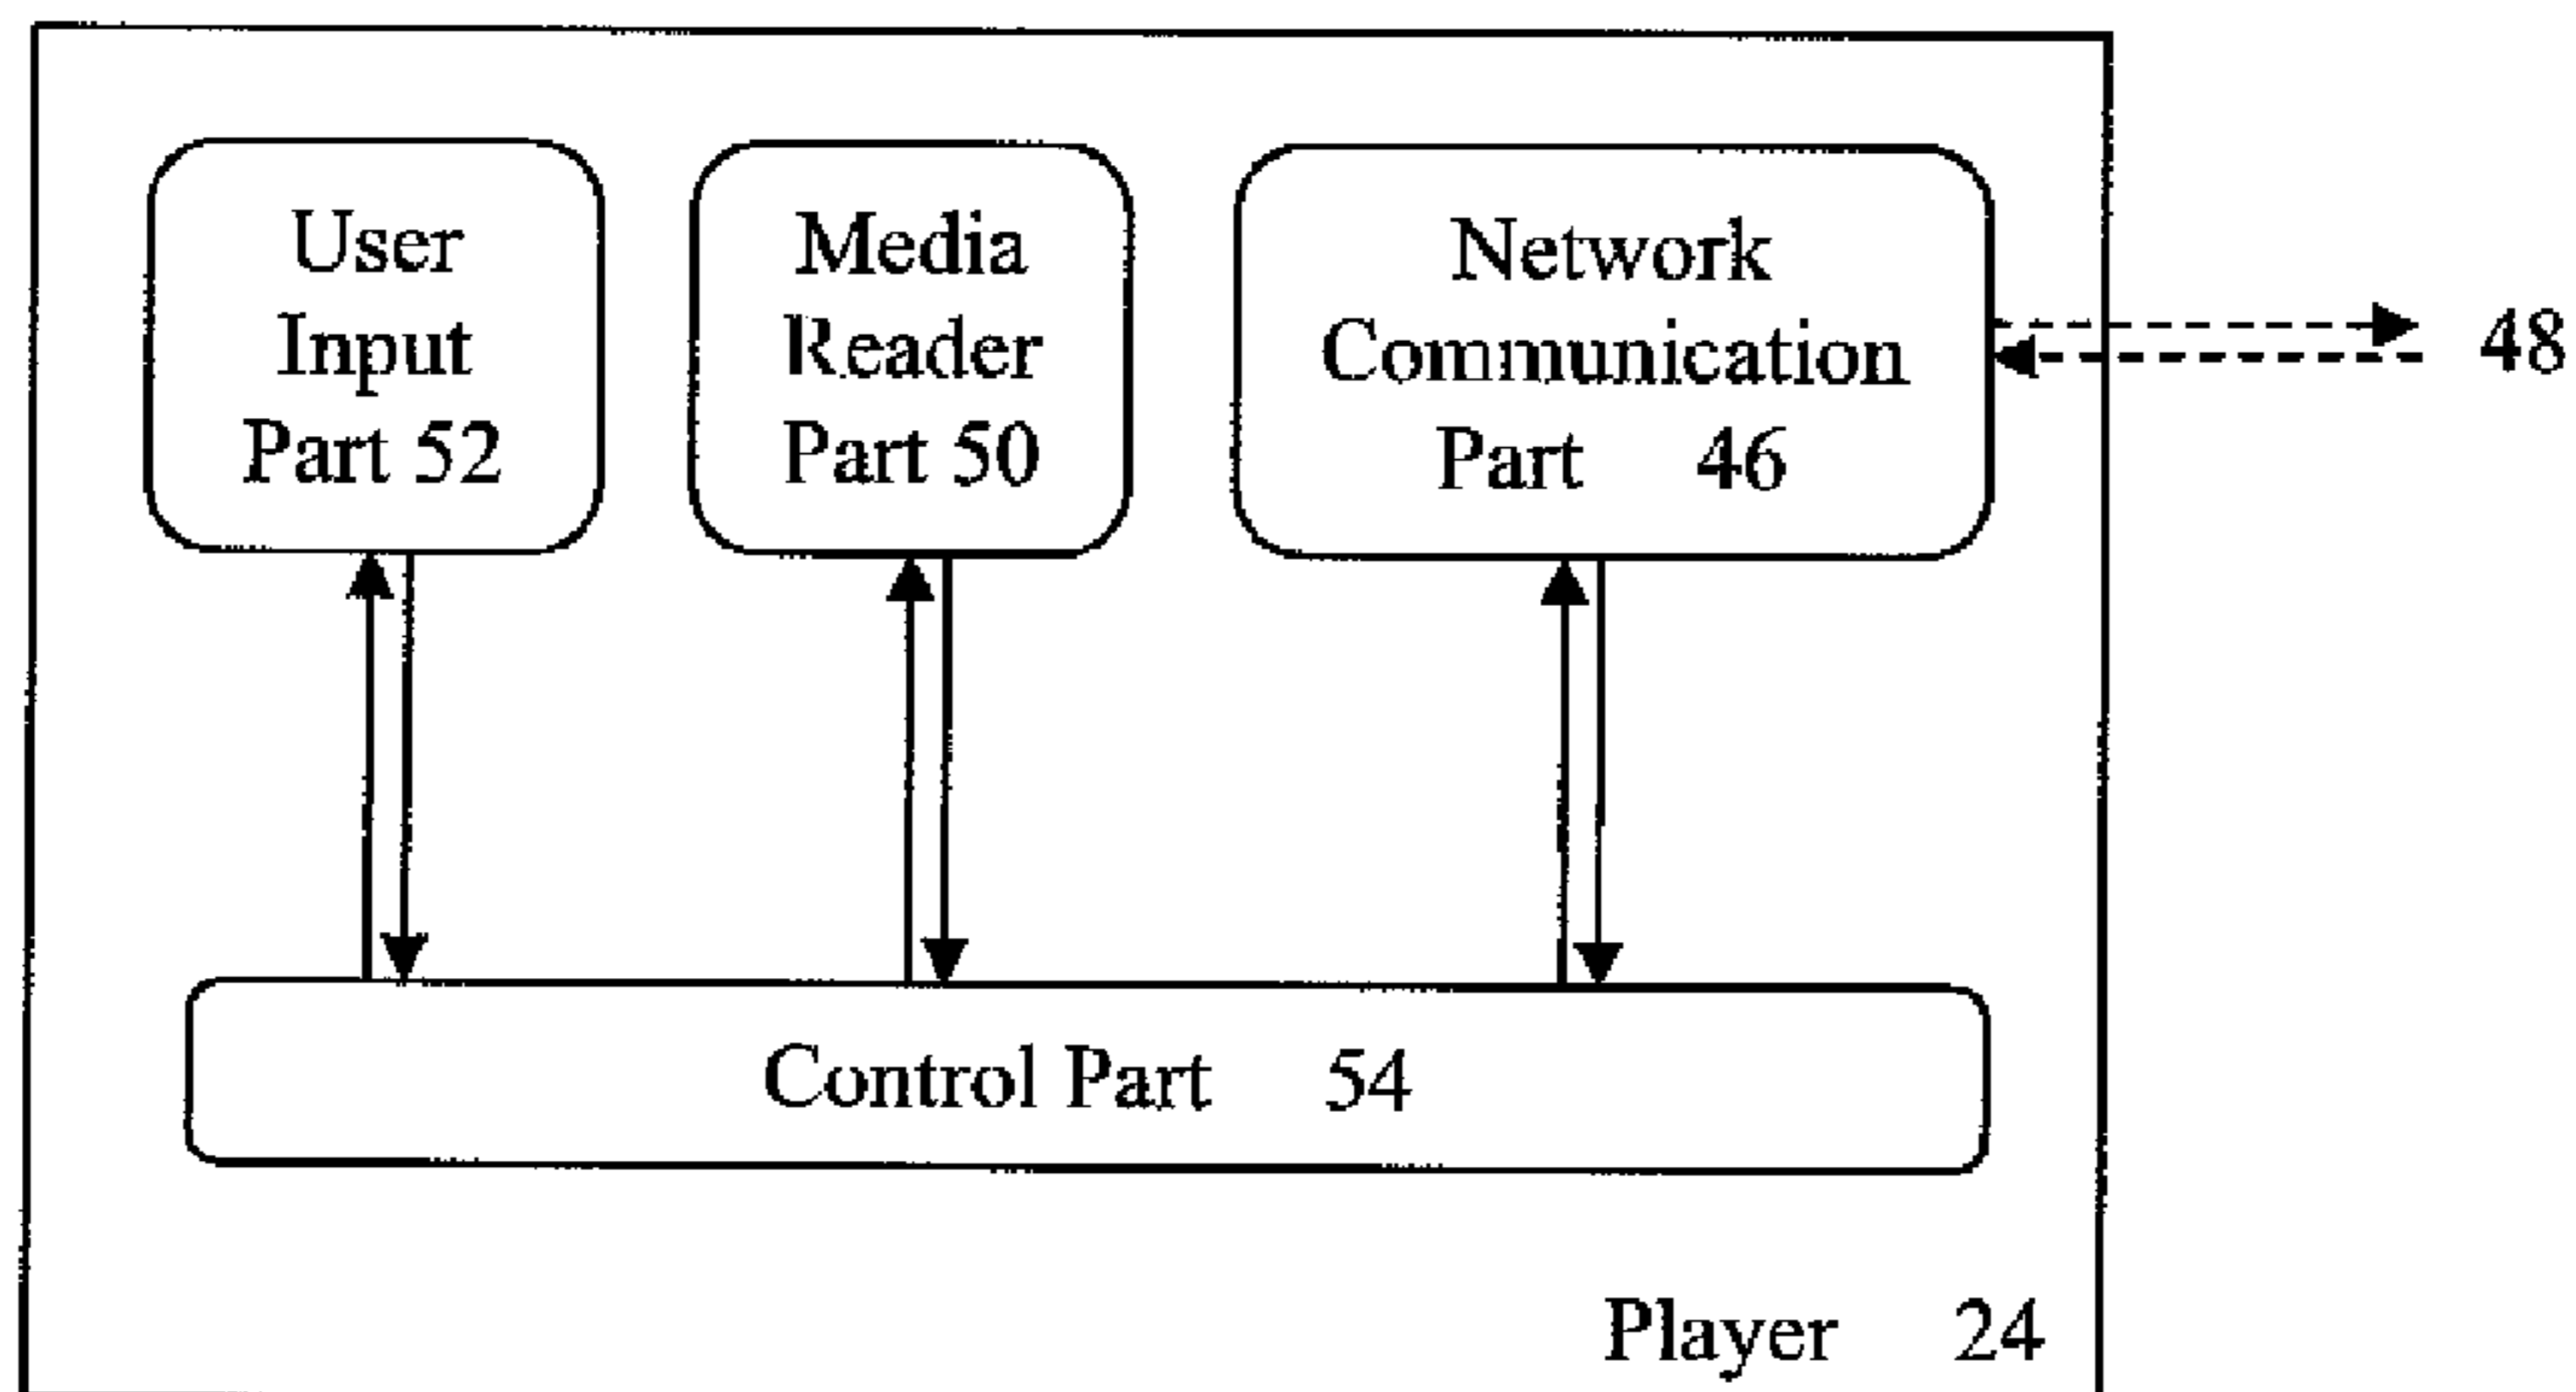 User
Input
Part 52
Media
Reader
Part 50
Network
Communication
Part 46
48
Control Part 54
Player 24